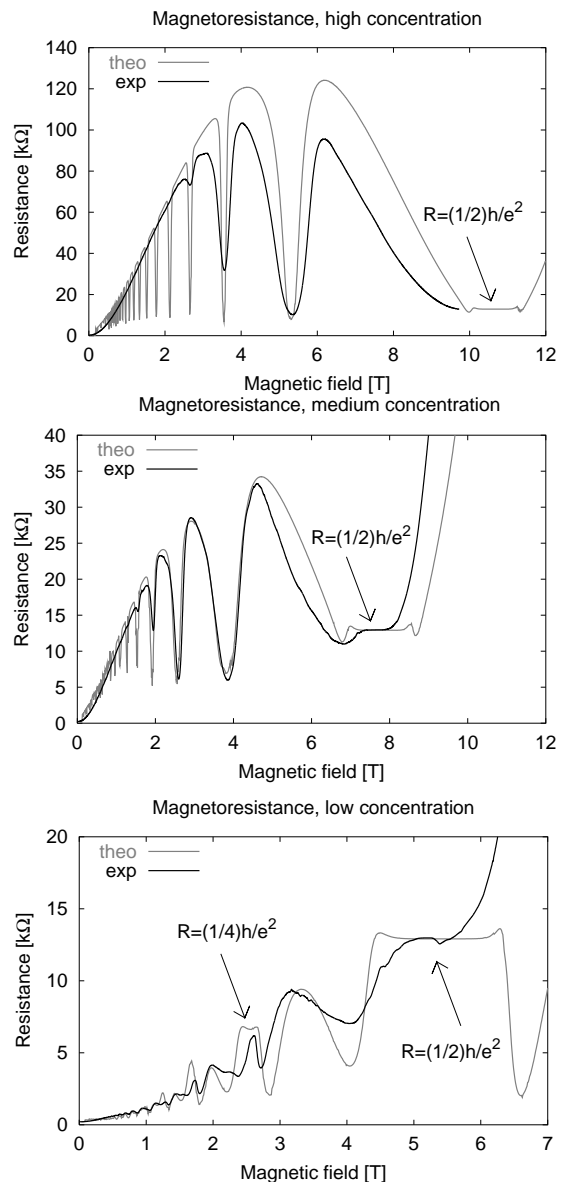 Magnetoresistance, high concentration
theo
exp
140
120
100
80
60
40
20
0
Resistance [kΩ]
R=(1/2)h/e²
0 2 4 6 8 10 12
Magnetic field [T]
Magnetoresistance, medium concentration
theo
exp
40
35
30
25
20
15
10
5
0
Resistance [kΩ]
R=(1/2)h/e²
0 2 4 6 8 10 12
Magnetic field [T]
Magnetoresistance, low concentration
theo
exp
20
15
10
5
0
Resistance [kΩ]
R=(1/4)h/e²
R=(1/2)h/e²
0 1 2 3 4 5 6 7
Magnetic field [T]